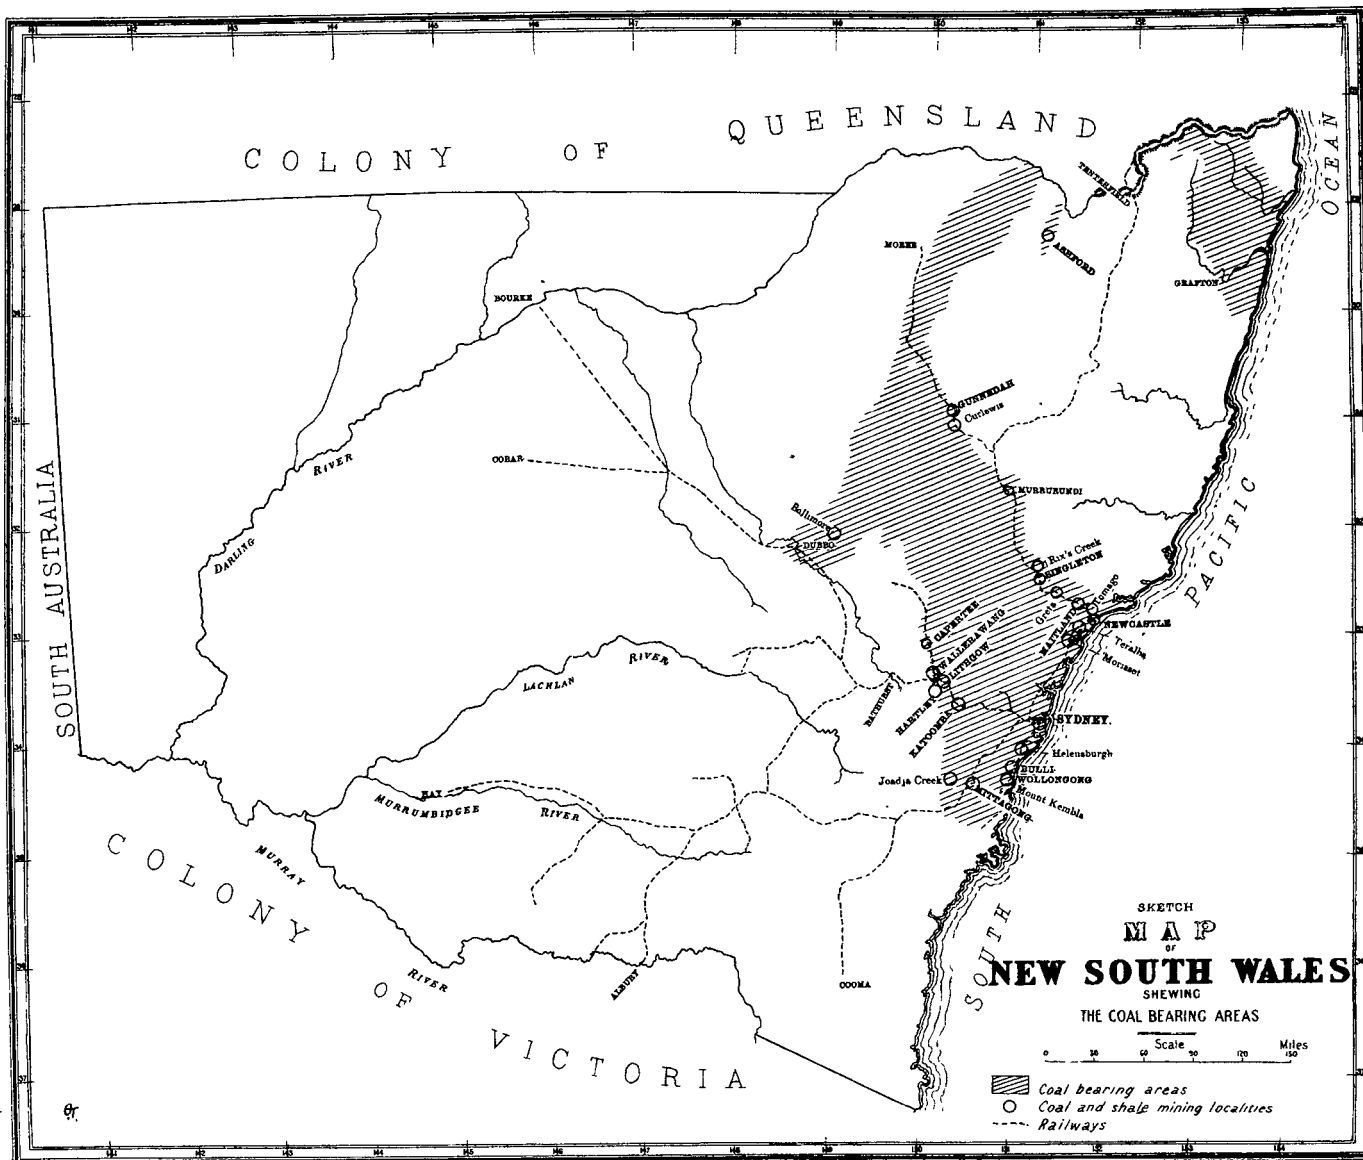 COLONY OF QUEENSLAND
OCEAN
TENTERFIELD
MOREE
ASHFORD
GRAFTON
BOURKE
GUNNEDAH
Curlewis
COBAR
DARLING RIVER
MURRURUNDI
SOUTH AUSTRALIA
Ballimore
DUBBO
Rix's Creek
SINGLETON
Tomago
Greta
MAITLAND
NEWCASTLE
Teralba
Morisset
SOUTH PACIFIC
CAPERTEE
WALLERAWANG
LITHGOW
LACHLAN RIVER
BATHURST
HARTLEY
KATOOMBA
SYDNEY.
Helensburgh
BULLI
WOLLONGONG
Joadja Creek
Mount Kembla
MITTAGONG
HAY
MURRUMBIDGEE RIVER
MURRAY RIVER
COLONY OF VICTORIA
ALBURY
COOMA
SKETCH
MAP
OF
NEW SOUTH WALES
SHEWING
THE COAL BEARING AREAS
Scale Miles
0 30 60 90 120 150
Coal bearing areas
Coal and shale mining localities
Railways